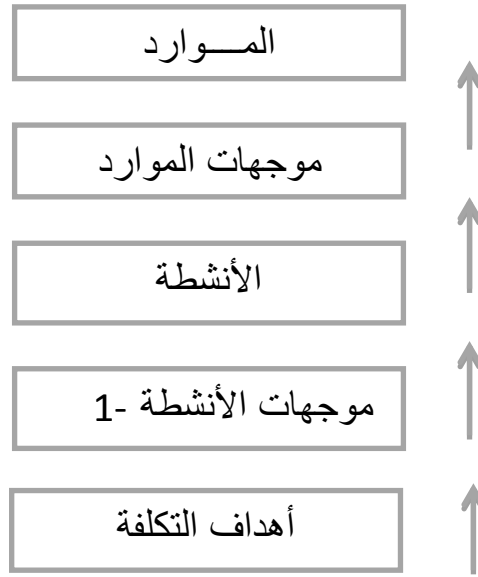 المـــوارد
موجهات الموارد
الأنشطة
موجهات الأنشطة -1
أهداف التكلفة